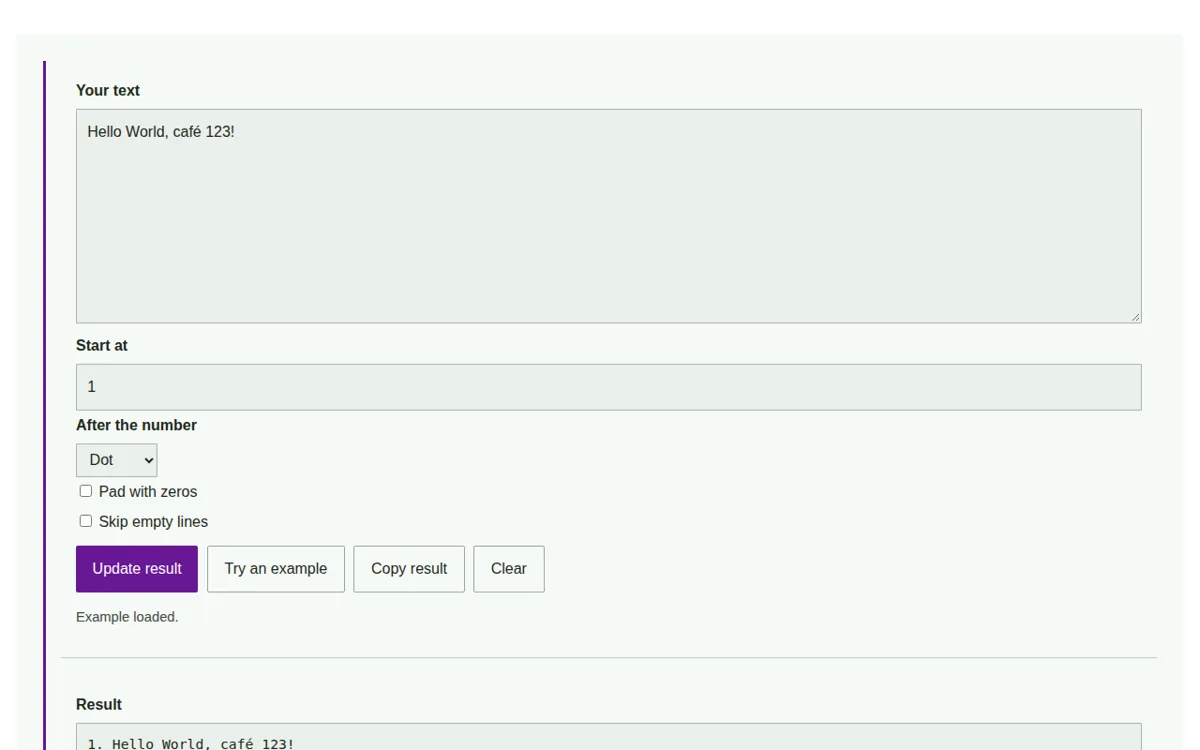 Your text
Hello World, café 123!
Start at
1
After the number
Dot
Pad with zeros
Skip empty lines
Update result Try an example Copy result Clear
Example loaded.
Result
1. Hello World, café 123!